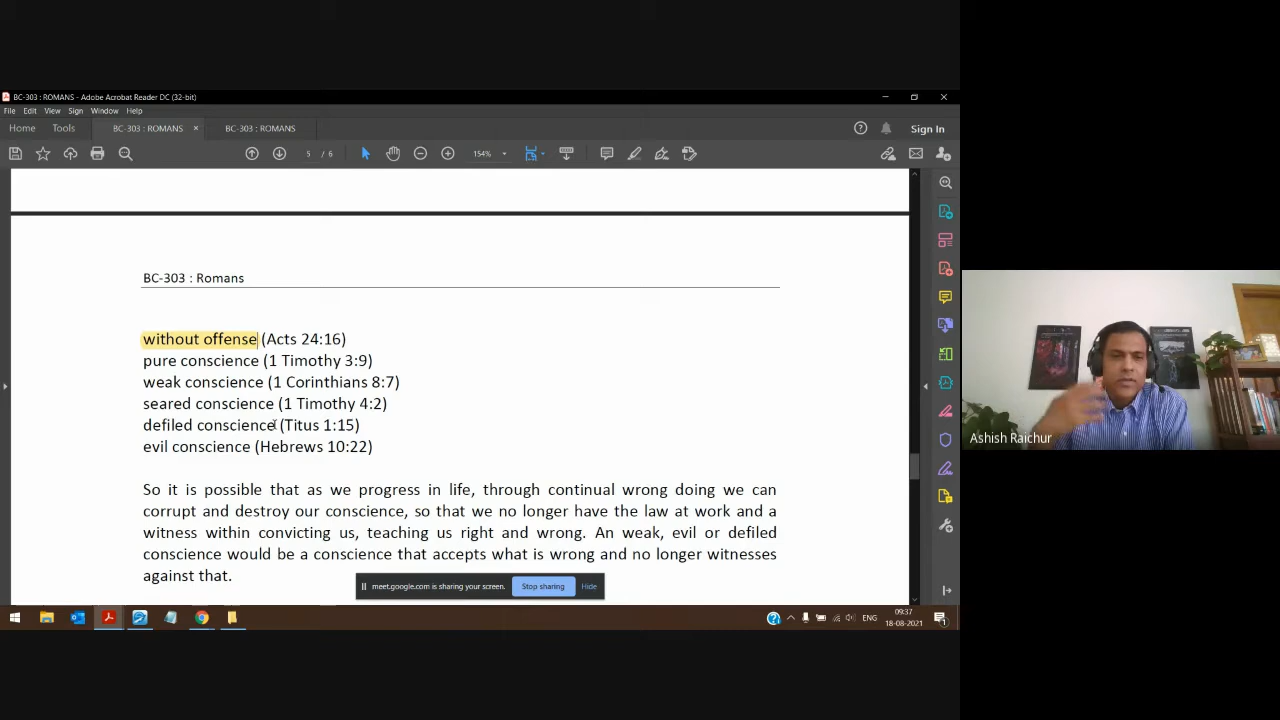 BC-303 : ROMANS - Adobe Acrobat Reader DC (32-bit)
File Edit View Sign Window Help
Home Tools BC-303 : ROMANS × BC-303 : ROMANS Sign In
5 / 6 154%
BC-303 : Romans
without offense (Acts 24:16)
pure conscience (1 Timothy 3:9)
weak conscience (1 Corinthians 8:7)
seared conscience (1 Timothy 4:2)
defiled conscience (Titus 1:15)
evil conscience (Hebrews 10:22)
So it is possible that as we progress in life, through continual wrong doing we can
corrupt and destroy our conscience, so that we no longer have the law at work and a
witness within convicting us, teaching us right and wrong. An weak, evil or defiled
conscience would be a conscience that accepts what is wrong and no longer witnesses
against that.
meet.google.com is sharing your screen. Stop sharing Hide
ENG
09:37
18-08-2021
Ashish Raichur